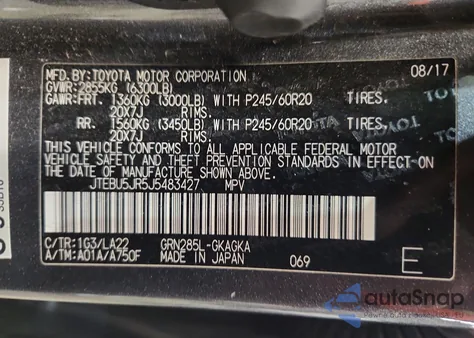 MFD. BY: TOYOTA MOTOR CORPORATION 08/17
GVWR: 2855KG (6300LB)
GAWR: FRT. 1360KG (3000LB) WITH P245/60R20 TIRES.
20X7J RIMS.
RR. 1560KG (3450LB) WITH P245/60R20 TIRES.
20X7J RIMS.
THIS VEHICLE CONFORMS TO ALL APPLICABLE FEDERAL MOTOR VEHICLE
SAFETY AND THEFT PREVENTION STANDARDS IN EFFECT ON
THE DATE OF MANUFACTURE SHOWN ABOVE.
JTEBU5JR5J5483427 MPV
C/TR: 1G3/LA22 GRN285L-GKAGKA
A/TM: A01A/A750F MADE IN JAPAN 069 E
TOYOTA
autoSnap